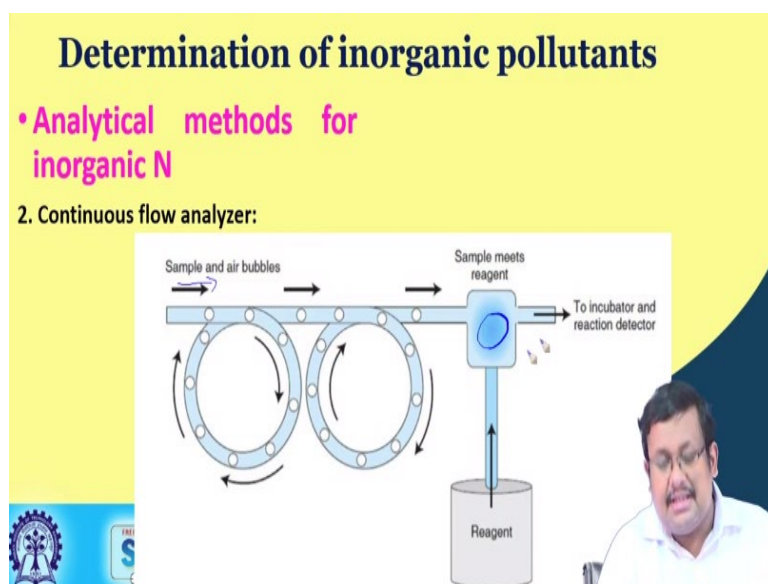 Determination of inorganic pollutants
• Analytical methods for
inorganic N
2. Continuous flow analyzer:
Sample and air bubbles
Sample meets
reagent
To incubator and
reaction detector
Reagent